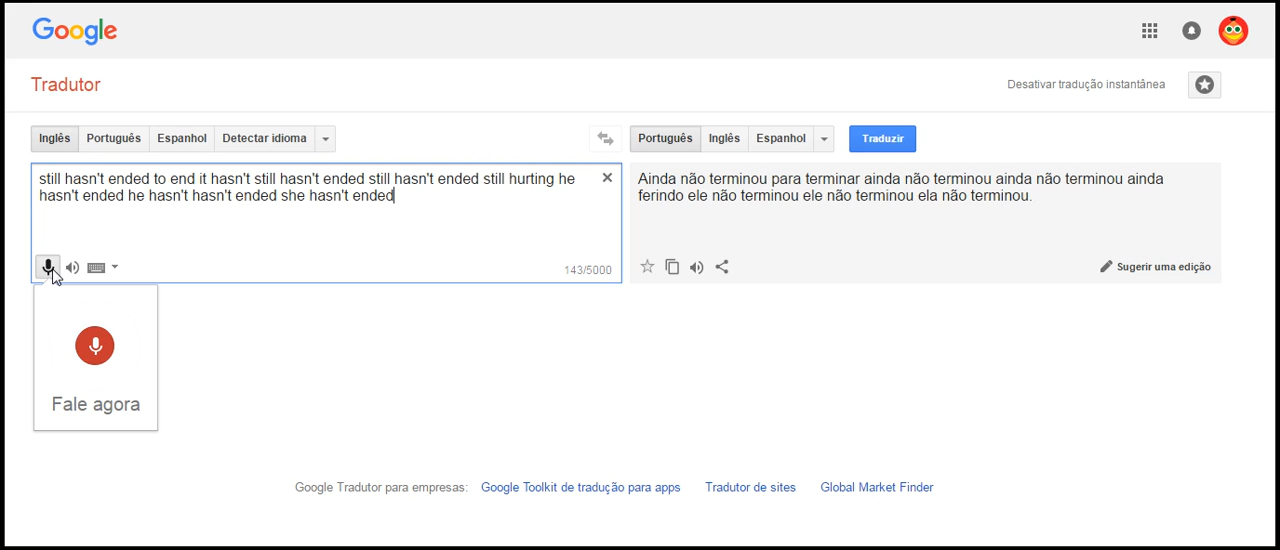 Google
Tradutor
Desativar tradução instantânea
Inglês Português Espanhol Detectar idioma
Português Inglês Espanhol Traduzir
still hasn't ended to end it hasn't still hasn't ended still hasn't ended still hurting he
hasn't ended he hasn't hasn't ended she hasn't ended
143/5000
Ainda não terminou para terminar ainda não terminou ainda não terminou ainda
ferindo ele não terminou ele não terminou ela não terminou.
Sugerir uma edição
Fale agora
Google Tradutor para empresas: Google Toolkit de tradução para apps Tradutor de sites Global Market Finder